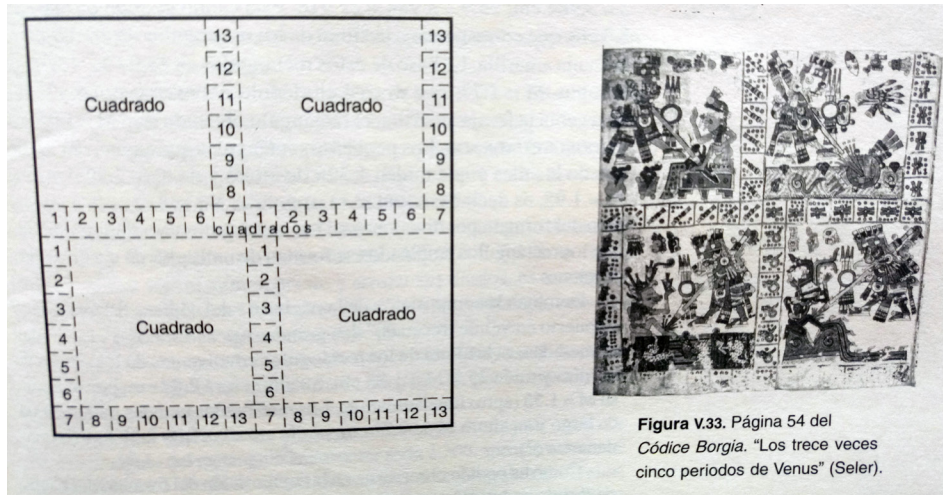 13 13
12 12
Cuadrado 11 Cuadrado 11
10 10
9 9
8 8
1 2 3 4 5 6 7 1 2 3 4 5 6 7
cuadrados
1 1
2 2
3 Cuadrado 3 Cuadrado
4 4
5 5
6 6
7 8 9 10 11 12 13 7 8 9 10 11 12 13
Figura V.33. Página 54 del
Códice Borgia. "Los trece veces
cinco periodos de Venus" (Seler).